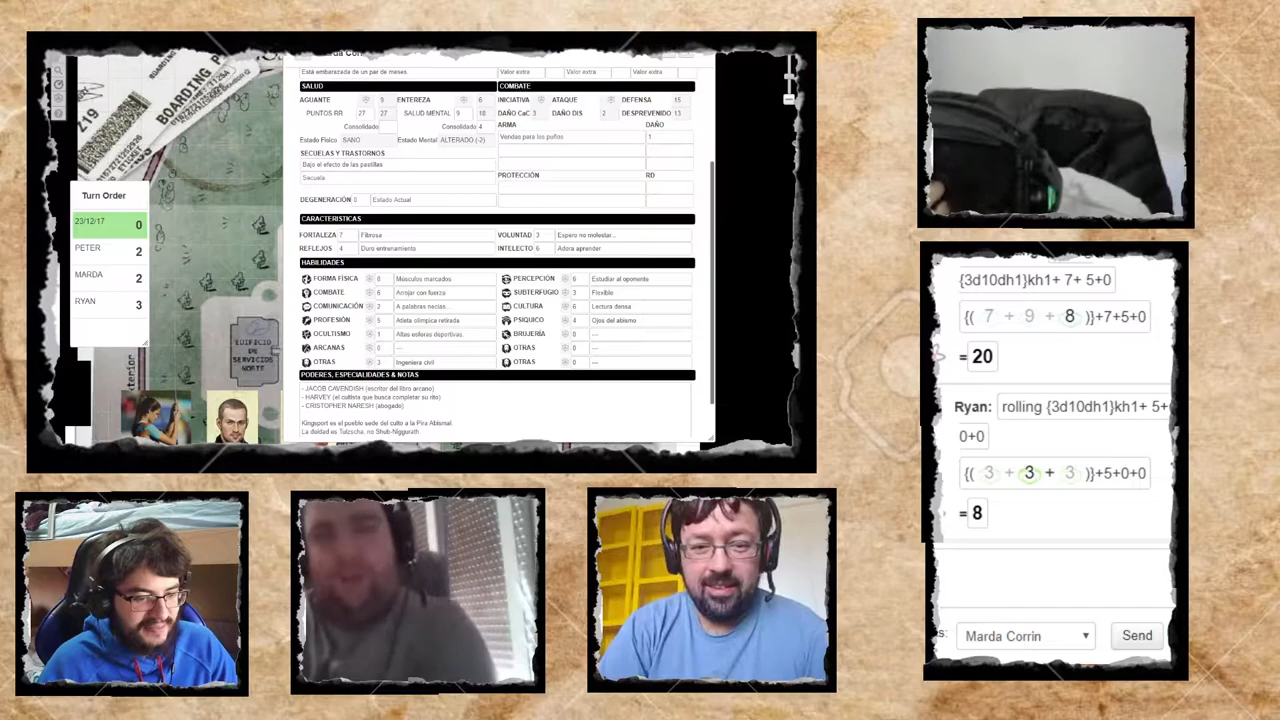 BOARDING
BOARDING P
219
Está embarazada de un par de meses.
Valor extra
Valor extra
Valor extra
SALUD
COMBATE
AGUANTE 9 ENTEREZA 6
INICIATIVA ATAQUE DEFENSA 15
PUNTOS RR 27 27 SALUD MENTAL 9 18
DAÑO CaC 3 DAÑO DIS 2 DESPREVENIDO 13
Consolidado Consolidado 4
ARMA DAÑO
Estado Físico SANO Estado Mental ALTERADO (-2)
Vendas para los puños 1
SECUELAS Y TRASTORNOS
Bajo el efecto de las pastillas
Secuela
PROTECCIÓN RD
DEGENERACIÓN 0 Estado Actual
CARACTERISTICAS
FORTALEZA 7 Fibrosa
VOLUNTAD 3 Espero no molestar...
REFLEJOS 4 Duro entrenamiento
INTELECTO 6 Adora aprender
HABILIDADES
FORMA FÍSICA 8 Músculos marcados
PERCEPCIÓN 6 Estudiar al oponente
COMBATE 6 Arrojar con fuerza
SUBTERFUGIO 3 Flexible
COMUNICACIÓN 2 A palabras necias...
CULTURA 6 Lectura densa
PROFESIÓN 5 Atleta olímpica retirada
PSIQUICO 4 Ojos del abismo
OCULTISMO 1 Altas esferas deportivas.
BRUJERÍA 0 ---
ARCANAS 0 ---
OTRAS 0 ---
OTRAS 3 Ingeniera civil
OTRAS 0 ---
PODERES, ESPECIALIDADES & NOTAS
- JACOB CAVENDISH (escritor del libro arcano)
- HARVEY (el cultista que busca completar su rito)
- CRISTOPHER NARESH (abogado)
Kingsport es el pueblo sede del culto a la Pira Abismal.
La deidad es Tulzscha, no Shub-Niggurath
Turn Order
23/12/17 0
PETER 2
MARDA 2
RYAN 3
EDIFICIO
DE
SERVICIOS
NORTE
terior
{3d10dh1}kh1+ 7+ 5+0
{( 7 + 9 + 8 )}+7+5+0
=20
Ryan: rolling {3d10dh1}kh1+ 5+
0+0
{( 3 + 3 + 3 )}+5+0+0
=8
s: Marda Corrin Send